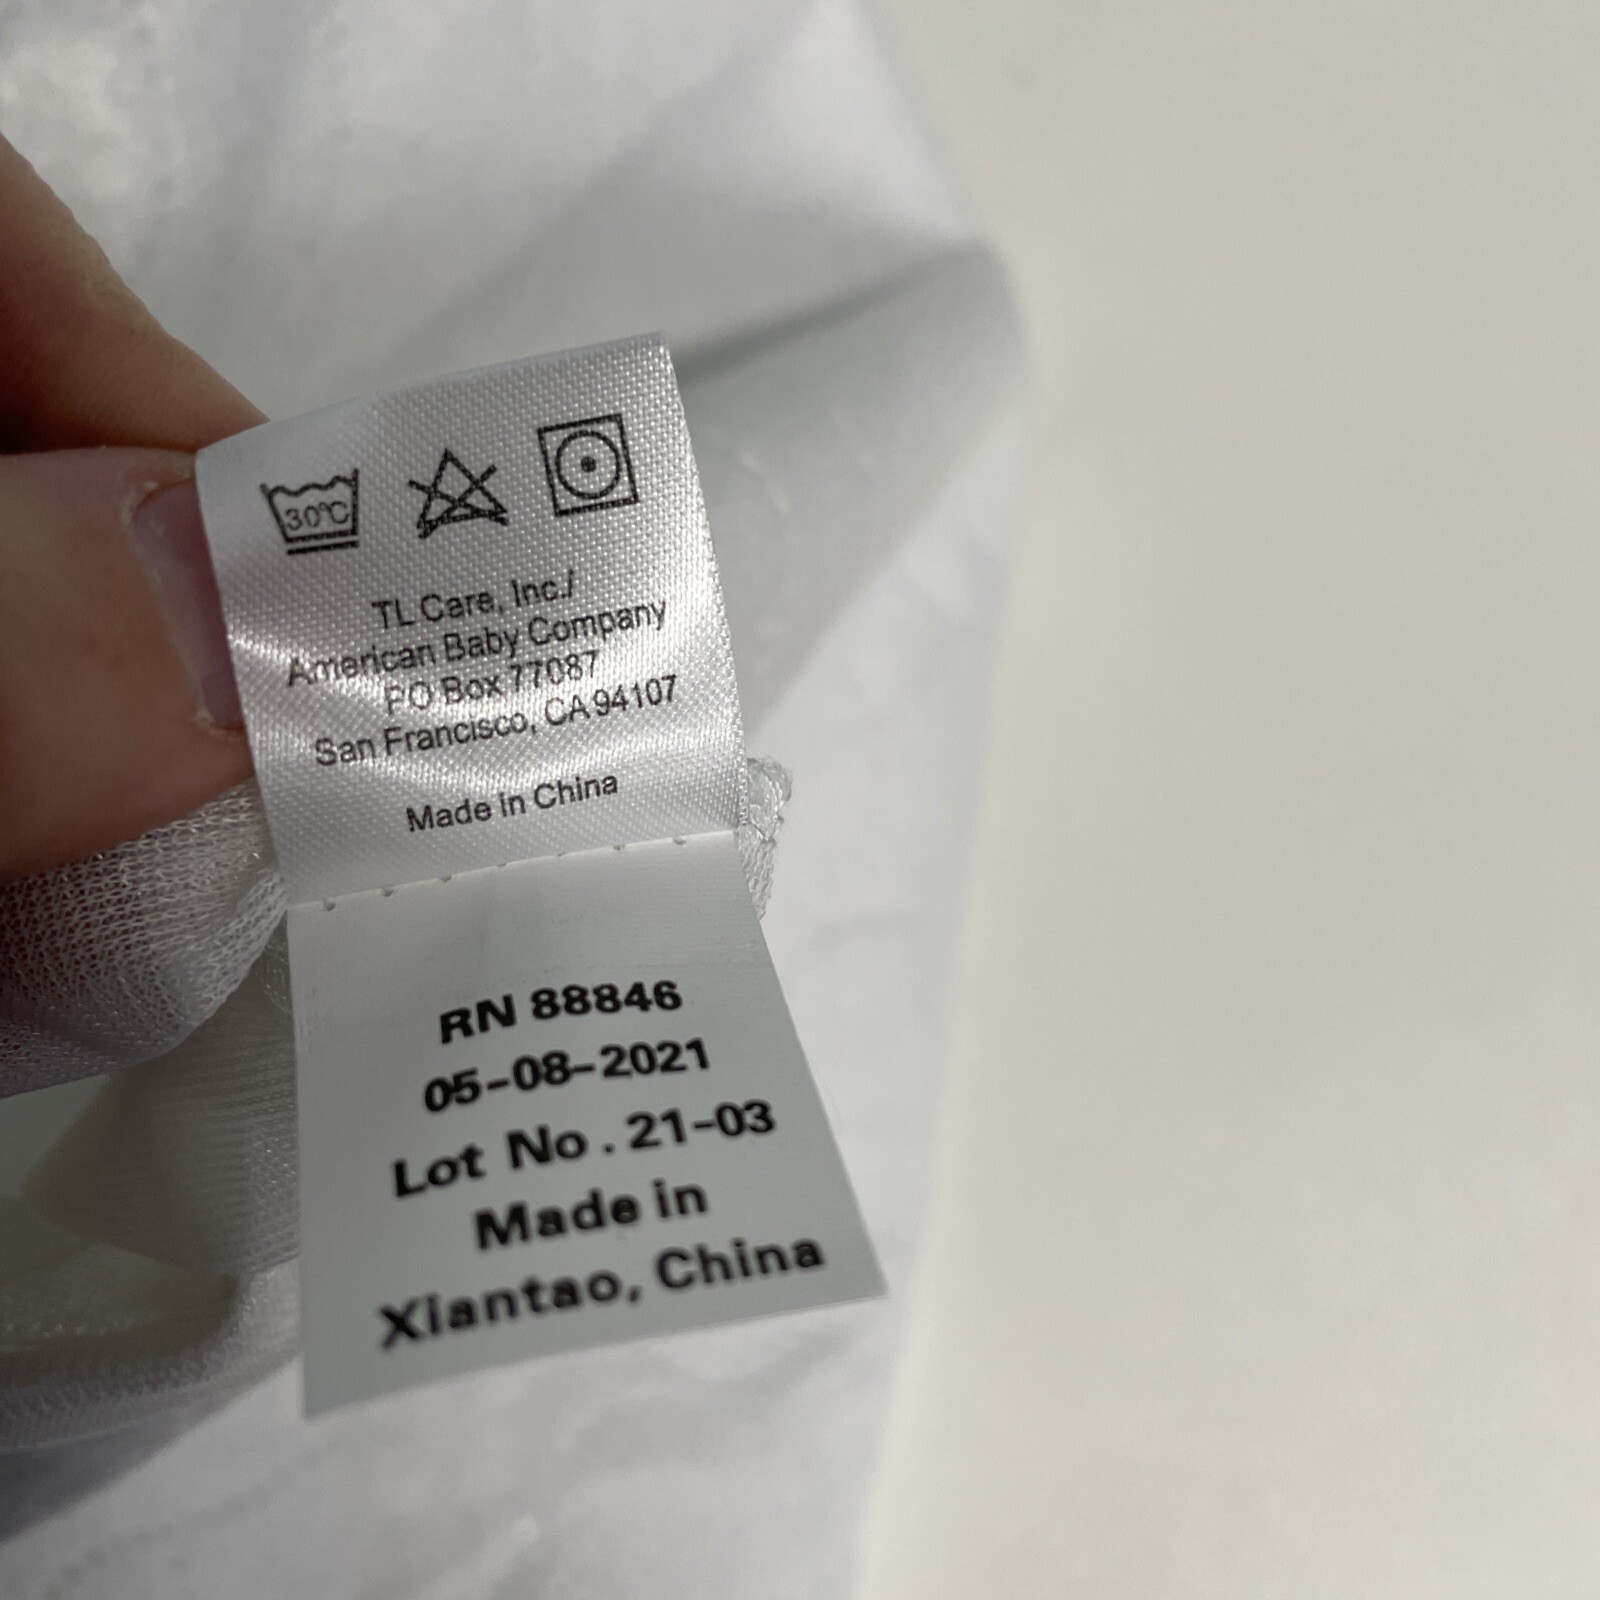 30°C
TL Care, Inc./
American Baby Company
PO Box 77087
San Francisco, CA 94107
Made in China
RN 88846
05-08-2021
Lot No. 21-03
Made in
Xiantao, China